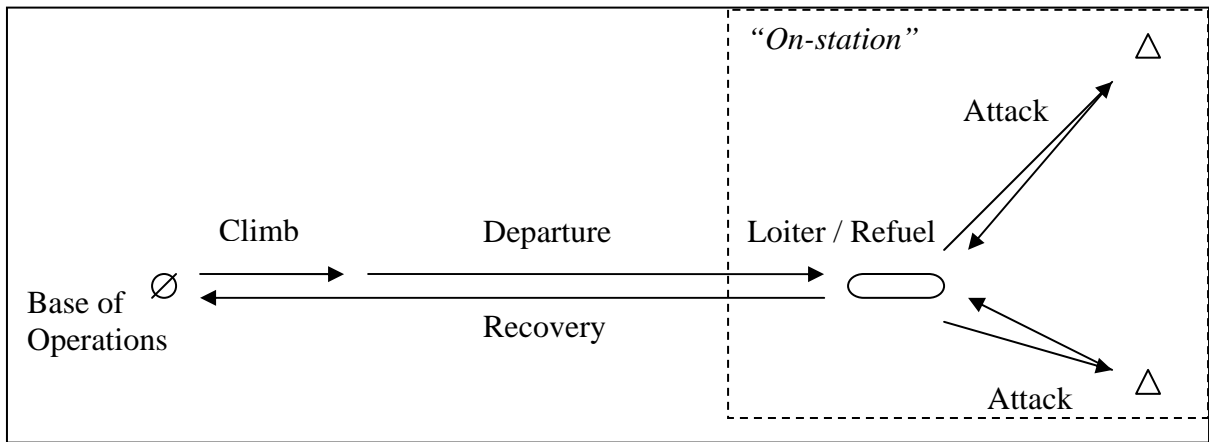 “On-station”
Attack
Climb
Departure
Loiter / Refuel
Base of
Operations
Recovery
Attack